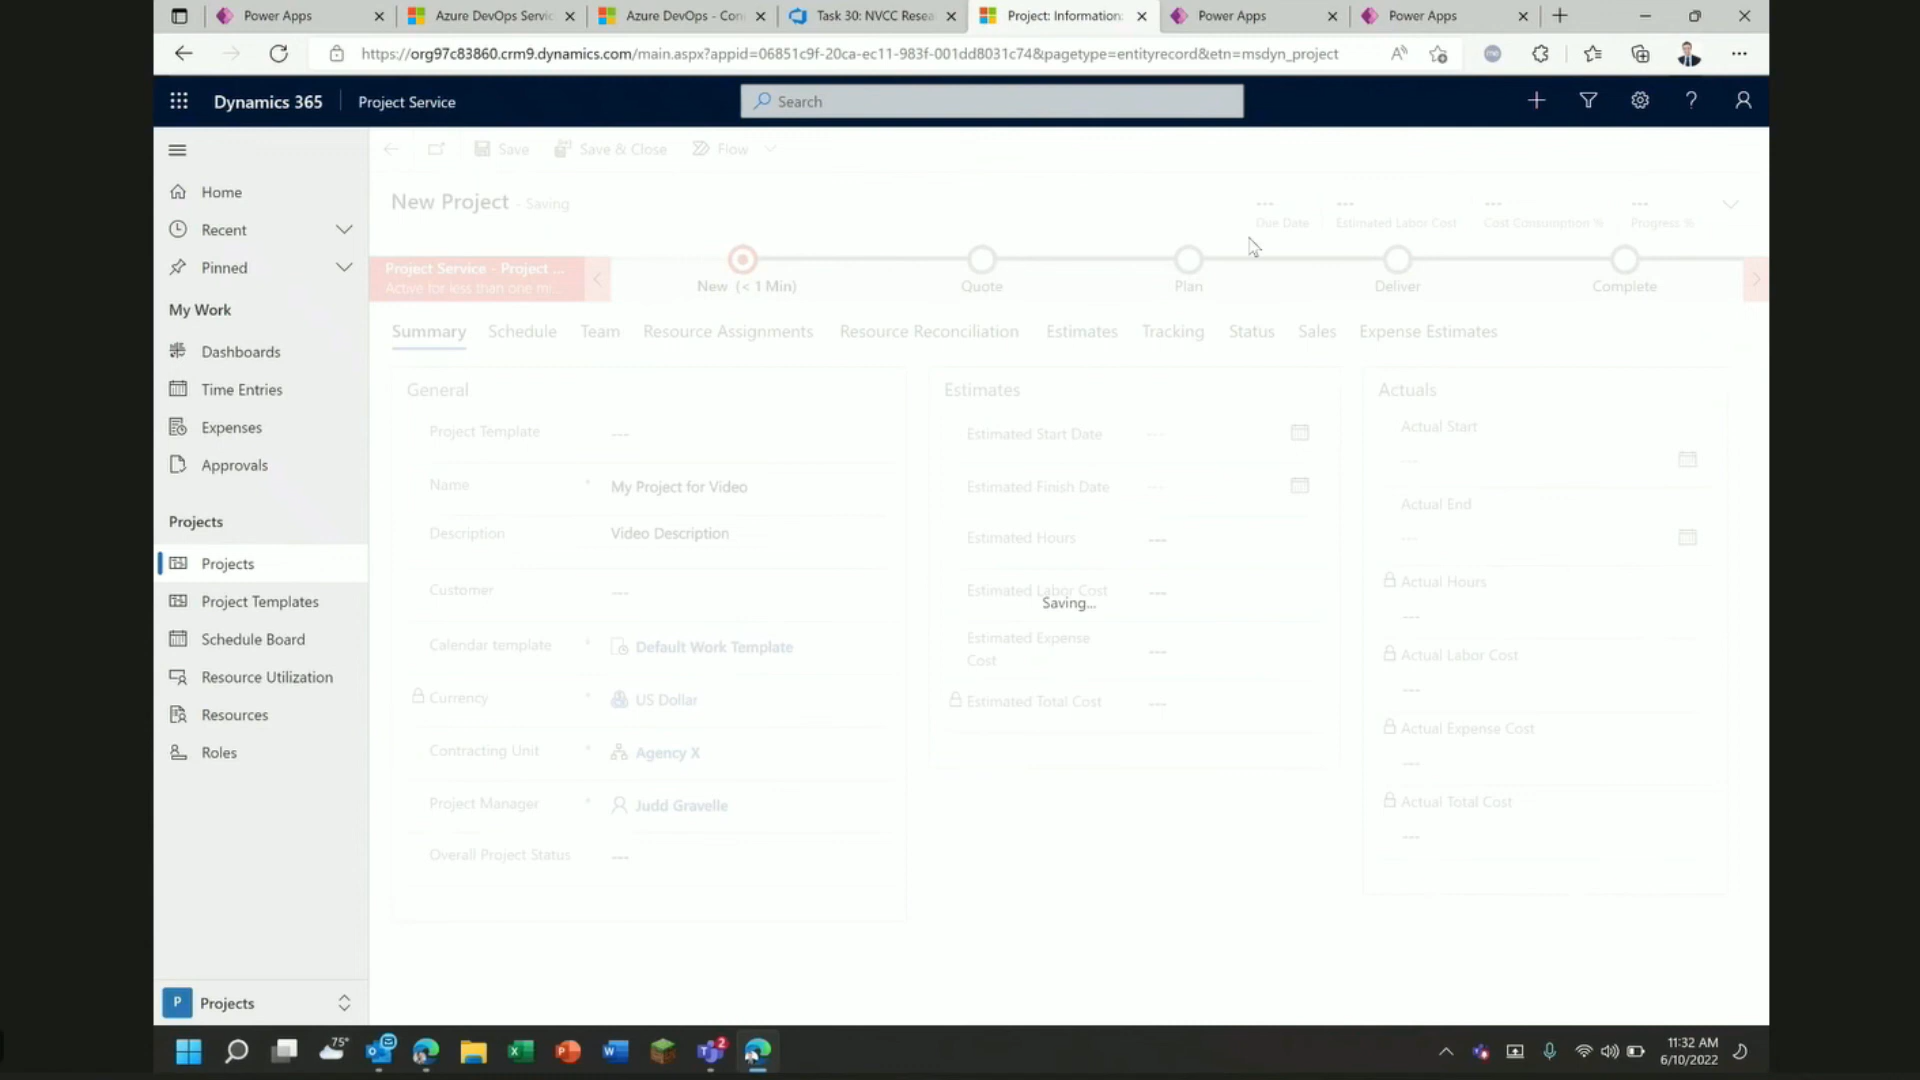 Power Apps
Azure DevOps Servic
Azure DevOps - Con
Task 30: NVCC Resea
Project: Information:
Power Apps
Power Apps
https://org97c83860.crm9.dynamics.com/main.aspx?appid=06851c9f-20ca-ec11-983f-001dd8031c74&pagetype=entityrecord&etn=msdyn_project
Dynamics 365
Project Service
Search
Save
Save & Close
Flow
Home
Recent
Pinned
My Work
Dashboards
Time Entries
Expenses
Approvals
Projects
Projects
Project Templates
Schedule Board
Resource Utilization
Resources
Roles
P Projects
New Project - Saving
---
Due Date
---
Estimated Labor Cost
---
Cost Consumption %
---
Progress %
Project Service - Project ...
Active for less than one mi...
New (< 1 Min)
Quote
Plan
Deliver
Complete
Summary
Schedule
Team
Resource Assignments
Resource Reconciliation
Estimates
Tracking
Status
Sales
Expense Estimates
General
Project Template ---
Name * My Project for Video
Description Video Description
Customer ---
Calendar template * Default Work Template
Currency * US Dollar
Contracting Unit * Agency X
Project Manager * Judd Gravelle
Overall Project Status ---
Estimates
Estimated Start Date ---
Estimated Finish Date ---
Estimated Hours ---
Estimated Labor Cost ---
Saving...
Estimated Expense
Cost ---
Estimated Total Cost ---
Actuals
Actual Start
---
Actual End
---
Actual Hours
---
Actual Labor Cost
---
Actual Expense Cost
---
Actual Total Cost
---
75°
2
11:32 AM
6/10/2022